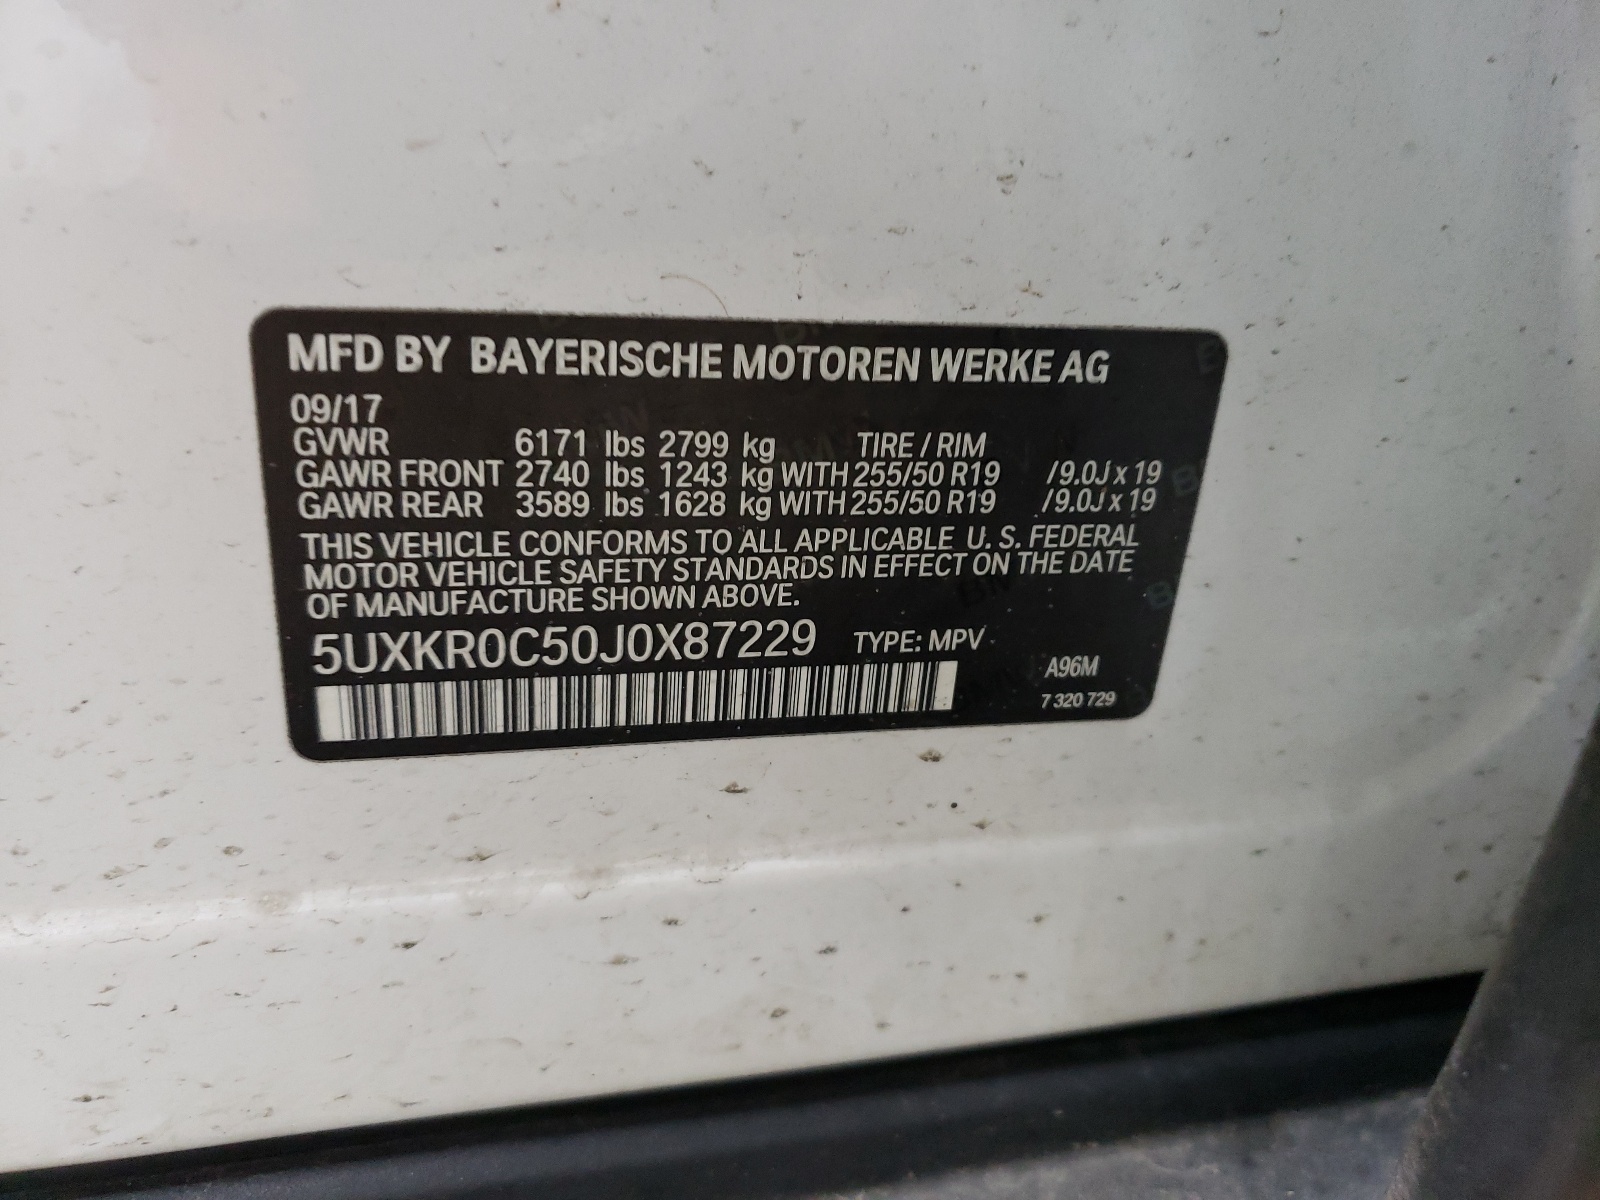 MFD BY BAYERISCHE MOTOREN WERKE AG
09/17
GVWR 6171 lbs 2799 kg TIRE / RIM
GAWR FRONT 2740 lbs 1243 kg WITH 255/50 R19 /9.0J x 19
GAWR REAR 3589 lbs 1628 kg WITH 255/50 R19 /9.0J x 19
THIS VEHICLE CONFORMS TO ALL APPLICABLE U. S. FEDERAL
MOTOR VEHICLE SAFETY STANDARDS IN EFFECT ON THE DATE
OF MANUFACTURE SHOWN ABOVE.
5UXKR0C50J0X87229 TYPE: MPV
A96M
7 320 729